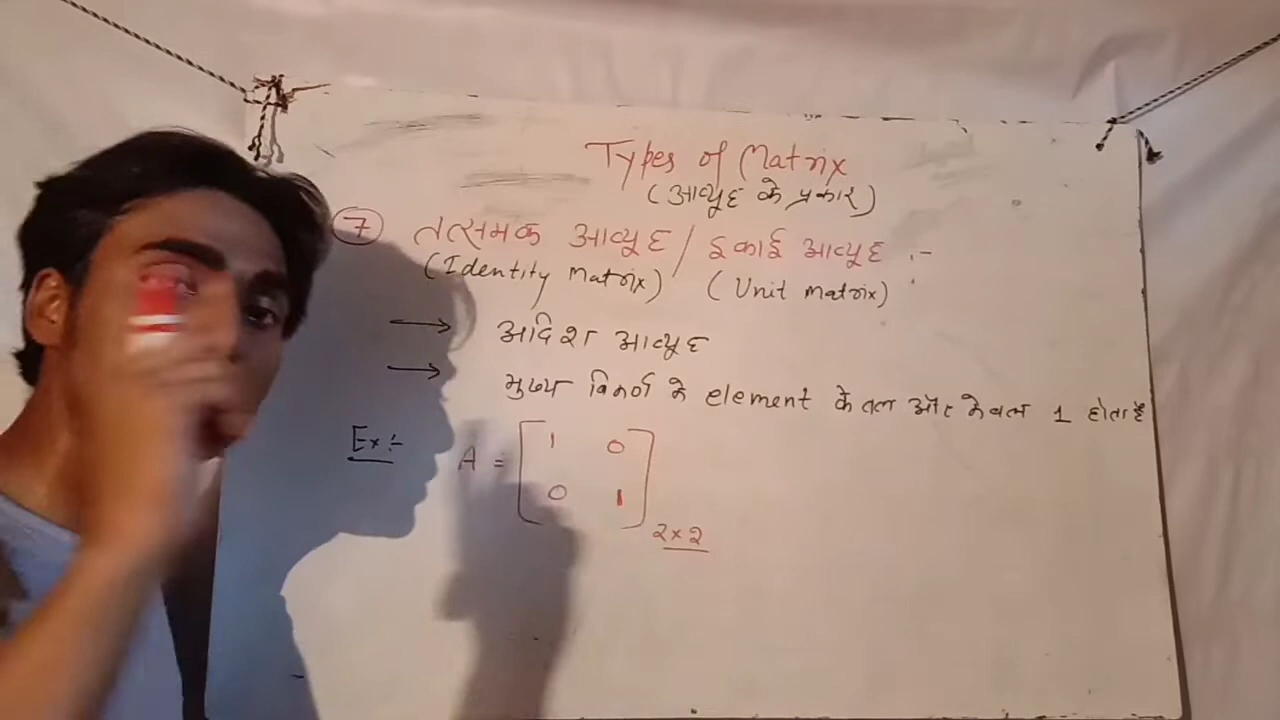 Types of Matrix
(आव्यूह के प्रकार)
7 तत्समक आव्यूह / इकाई आव्यूह :-
(Identity Matrix) (Unit Matrix)
→ अदिश आव्यूह
→ मुख्य विकर्ण के element केवल और केवल 1 होता है
Ex :- A = [ 1 0
0 1 ] 2×2